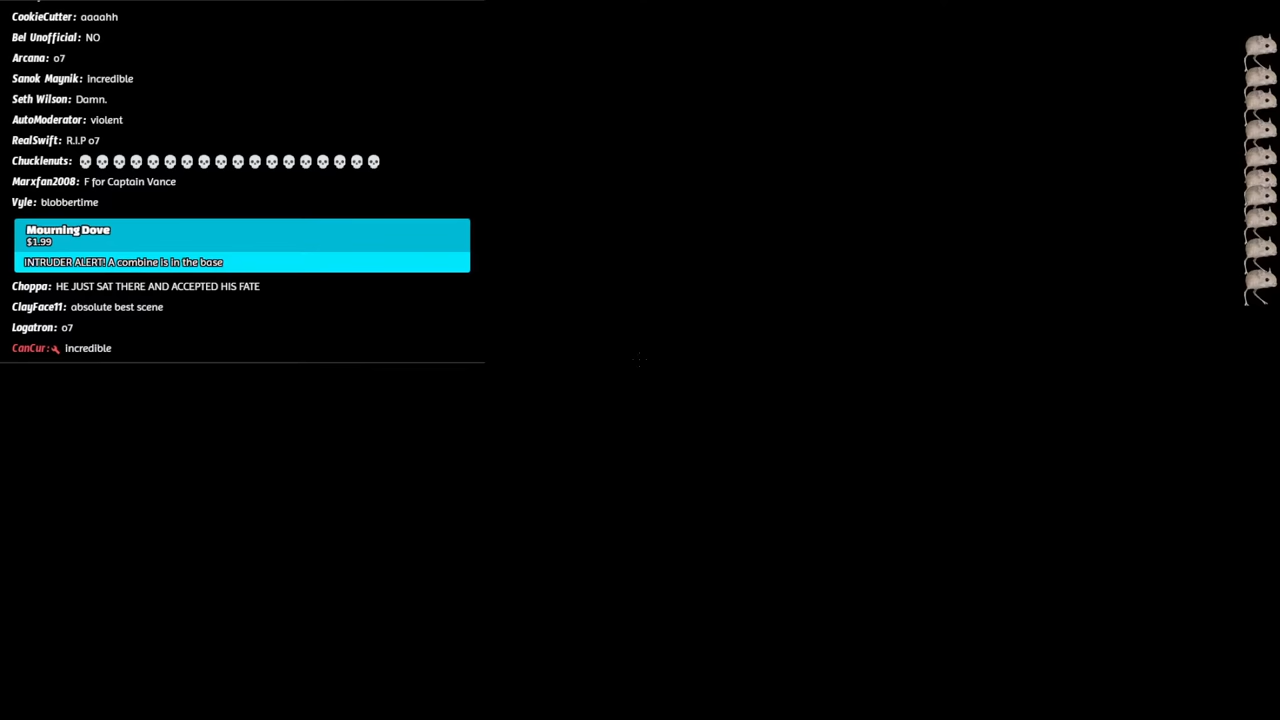 CookieCutter: aaaahh
Bel Unofficial: NO
Arcana: o7
Sanok Maynik: Incredible
Seth Wilson: Damn.
AutoModerator: violent
RealSwift: R.I.P o7
Chucklenuts: 💀💀💀💀💀💀💀💀💀💀💀💀💀💀💀💀💀💀
Marxfan2008: F for Captain Vance
Vyle: blobbertime
Mourning Dove
$1.99
INTRUDER ALERT! A combine is in the base
Choppa: HE JUST SAT THERE AND ACCEPTED HIS FATE
ClayFace11: absolute best scene
Logatron: o7
CanCur: Incredible